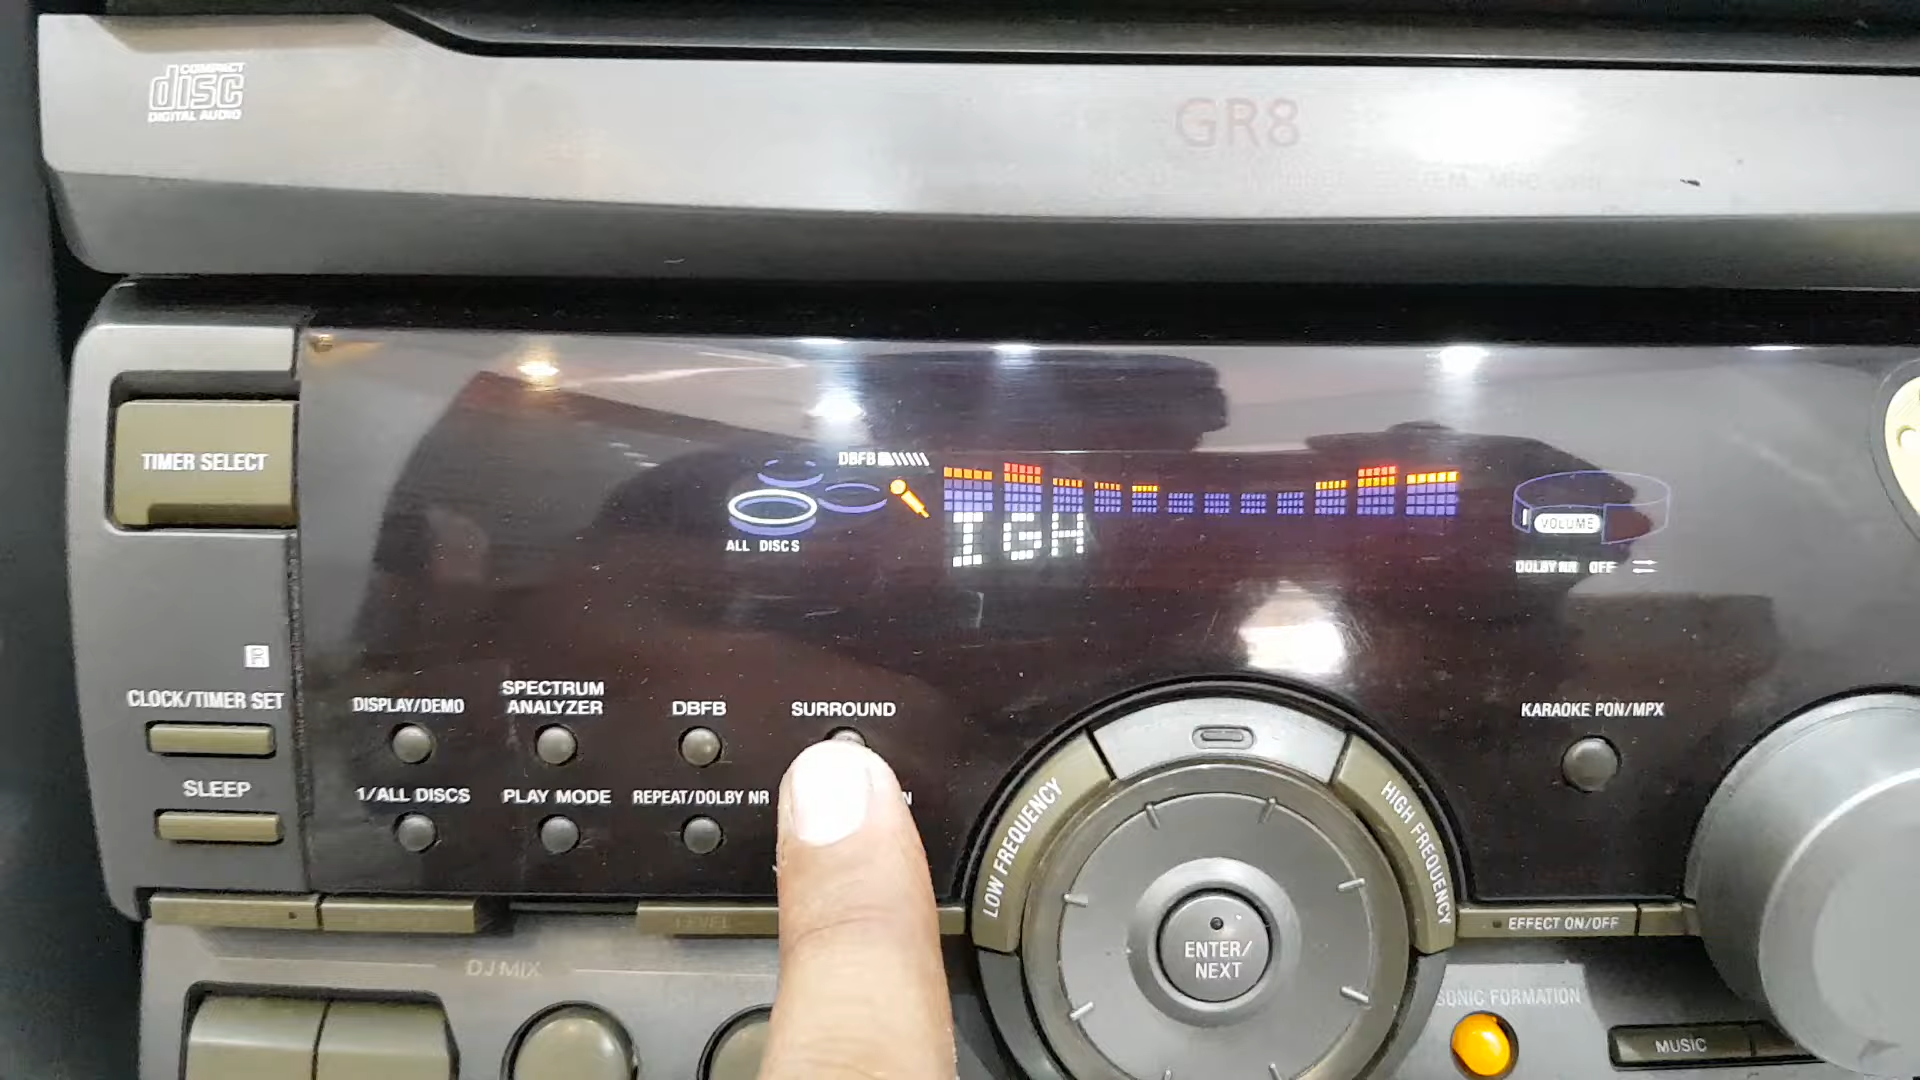 COMPACT
disc
DIGITAL AUDIO
GR8
TIMER SELECT
DBFB
ALL DISCS
IGH
VOLUME
DOLBY NR OFF
CLOCK/TIMER SET
SLEEP
DISPLAY/DEMO
SPECTRUM
ANALYZER
DBFB
SURROUND
KARAOKE PON/MPX
1/ALL DISCS
PLAY MODE
REPEAT/DOLBY NR
N
LOW FREQUENCY
HIGH FREQUENCY
ENTER/
NEXT
LEVEL
EFFECT ON/OFF
DJ MIX
SONIC FORMATION
MUSIC